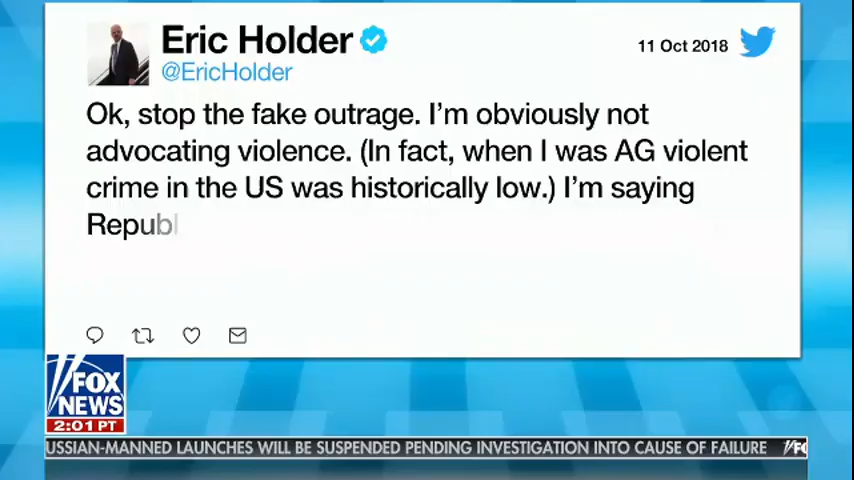 Eric Holder
@EricHolder
11 Oct 2018
Ok, stop the fake outrage. I'm obviously not
advocating violence. (In fact, when I was AG violent
crime in the US was historically low.) I'm saying
Republ
FOX
NEWS
2:01 PT
USSIAN-MANNED LAUNCHES WILL BE SUSPENDED PENDING INVESTIGATION INTO CAUSE OF FAILURE